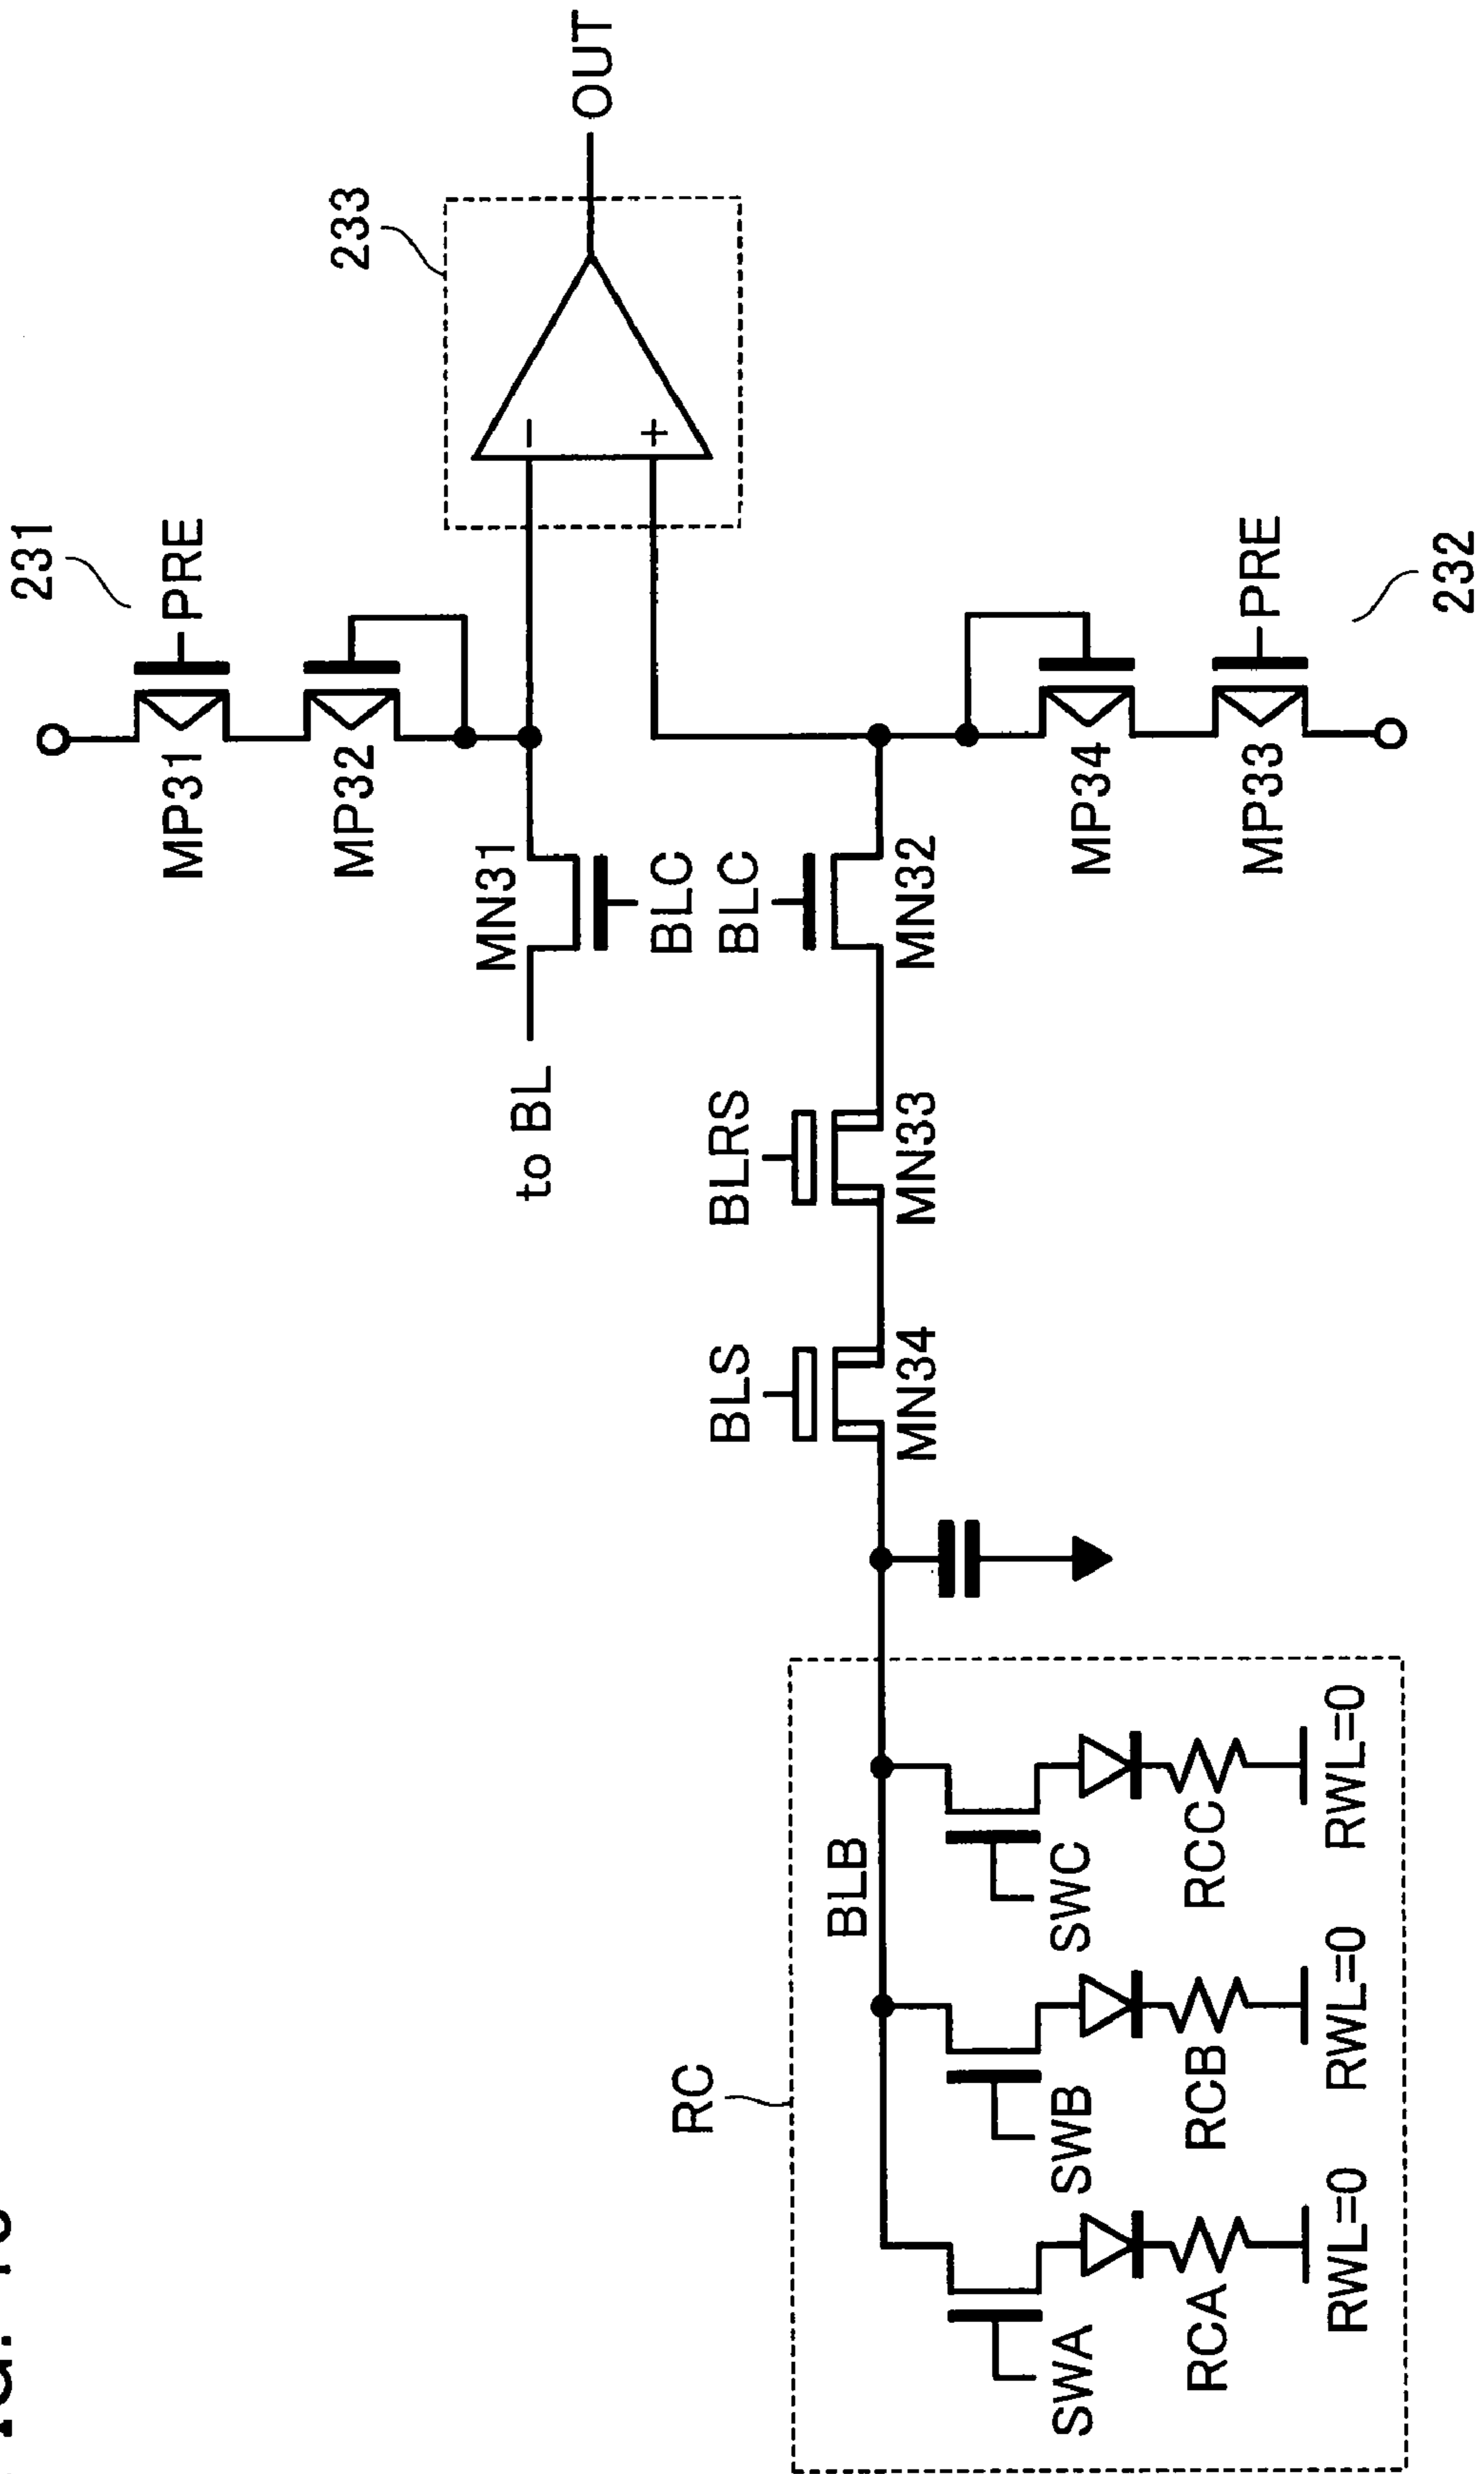 231
PRE
MP31
MP32
233
OUT
−
+
MN31
to BL
BLC
BLC
MN32
BLRS
MN33
BLS
MN34
MP34
MP33
PRE
232
RC
BLB
SWA
SWB
SWC
RCA
RCB
RCC
RWL=0
RWL=0
RWL=0